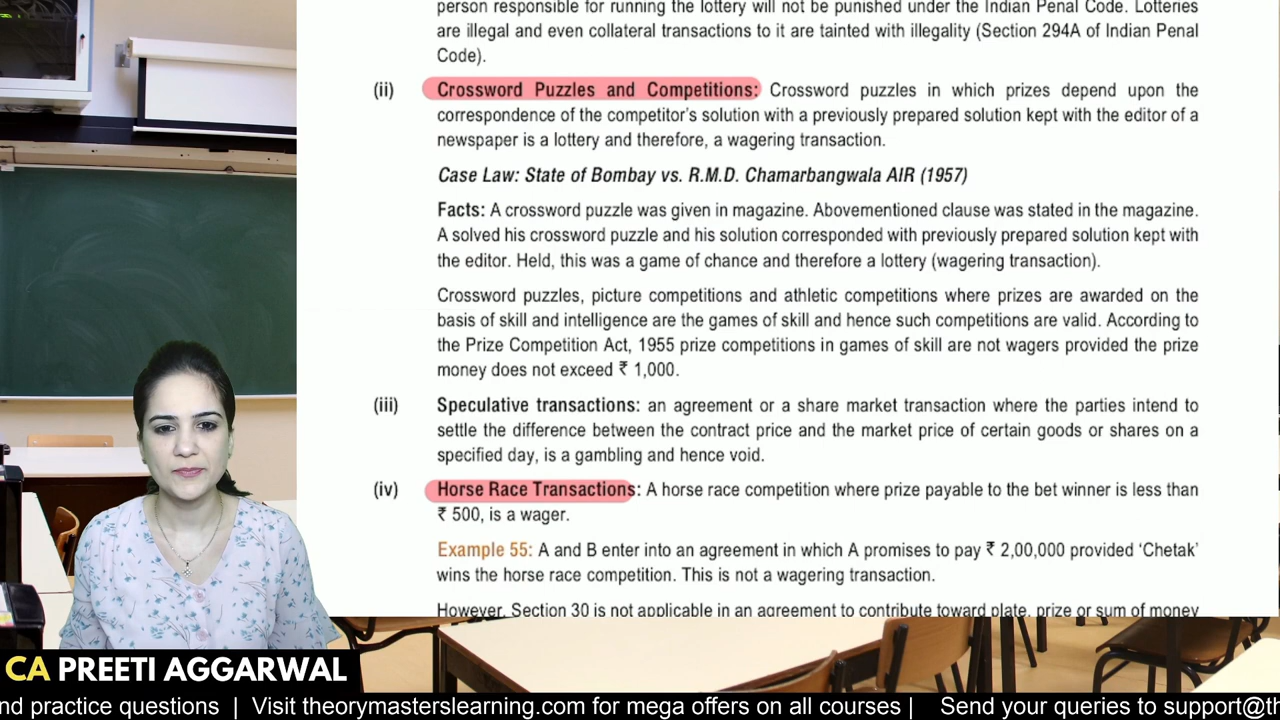 person responsible for running the lottery will not be punished under the Indian Penal Code. Lotteries
are illegal and even collateral transactions to it are tainted with illegality (Section 294A of Indian Penal
Code).
(ii) Crossword Puzzles and Competitions: Crossword puzzles in which prizes depend upon the
correspondence of the competitor's solution with a previously prepared solution kept with the editor of a
newspaper is a lottery and therefore, a wagering transaction.
Case Law: State of Bombay vs. R.M.D. Chamarbangwala AIR (1957)
Facts: A crossword puzzle was given in magazine. Abovementioned clause was stated in the magazine.
A solved his crossword puzzle and his solution corresponded with previously prepared solution kept with
the editor. Held, this was a game of chance and therefore a lottery (wagering transaction).
Crossword puzzles, picture competitions and athletic competitions where prizes are awarded on the
basis of skill and intelligence are the games of skill and hence such competitions are valid. According to
the Prize Competition Act, 1955 prize competitions in games of skill are not wagers provided the prize
money does not exceed ₹ 1,000.
(iii) Speculative transactions: an agreement or a share market transaction where the parties intend to
settle the difference between the contract price and the market price of certain goods or shares on a
specified day, is a gambling and hence void.
(iv) Horse Race Transactions: A horse race competition where prize payable to the bet winner is less than
₹ 500, is a wager.
Example 55: A and B enter into an agreement in which A promises to pay ₹ 2,00,000 provided 'Chetak'
wins the horse race competition. This is not a wagering transaction.
However, Section 30 is not applicable in an agreement to contribute toward plate, prize or sum of money
CA PREETI AGGARWAL
nd practice questions | Visit theorymasterslearning.com for mega offers on all courses | Send your queries to support@th